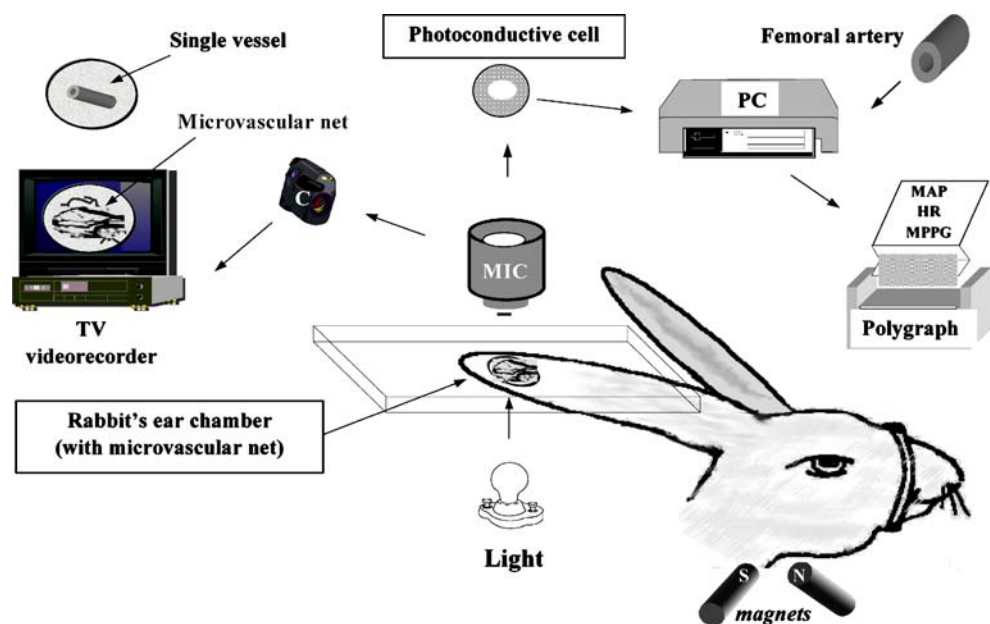 Single vessel
Photoconductive cell
Femoral artery
PC
Microvascular net
C
MAP
HR
MPPG
MIC
TV
videorecorder
Polygraph
Rabbit's ear chamber
(with microvascular net)
Light
S
N
magnets